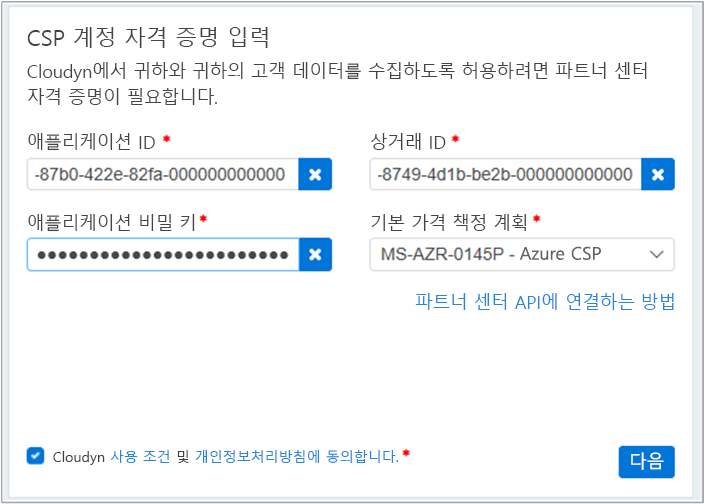 CSP 계정 자격 증명 입력
Cloudyn에서 귀하와 귀하의 고객 데이터를 수집하도록 허용하려면 파트너 센터
자격 증명이 필요합니다.
애플리케이션 ID *
상거래 ID *
-87b0-422e-82fa-000000000000
-8749-4d1b-be2b-000000000000
애플리케이션 비밀 키*
기본 가격 책정 계획*
●●●●●●●●●●●●●●●●●●●●●●●●
MS-AZR-0145P - Azure CSP
파트너 센터 API에 연결하는 방법
Cloudyn 사용 조건 및 개인정보처리방침에 동의합니다.*
다음